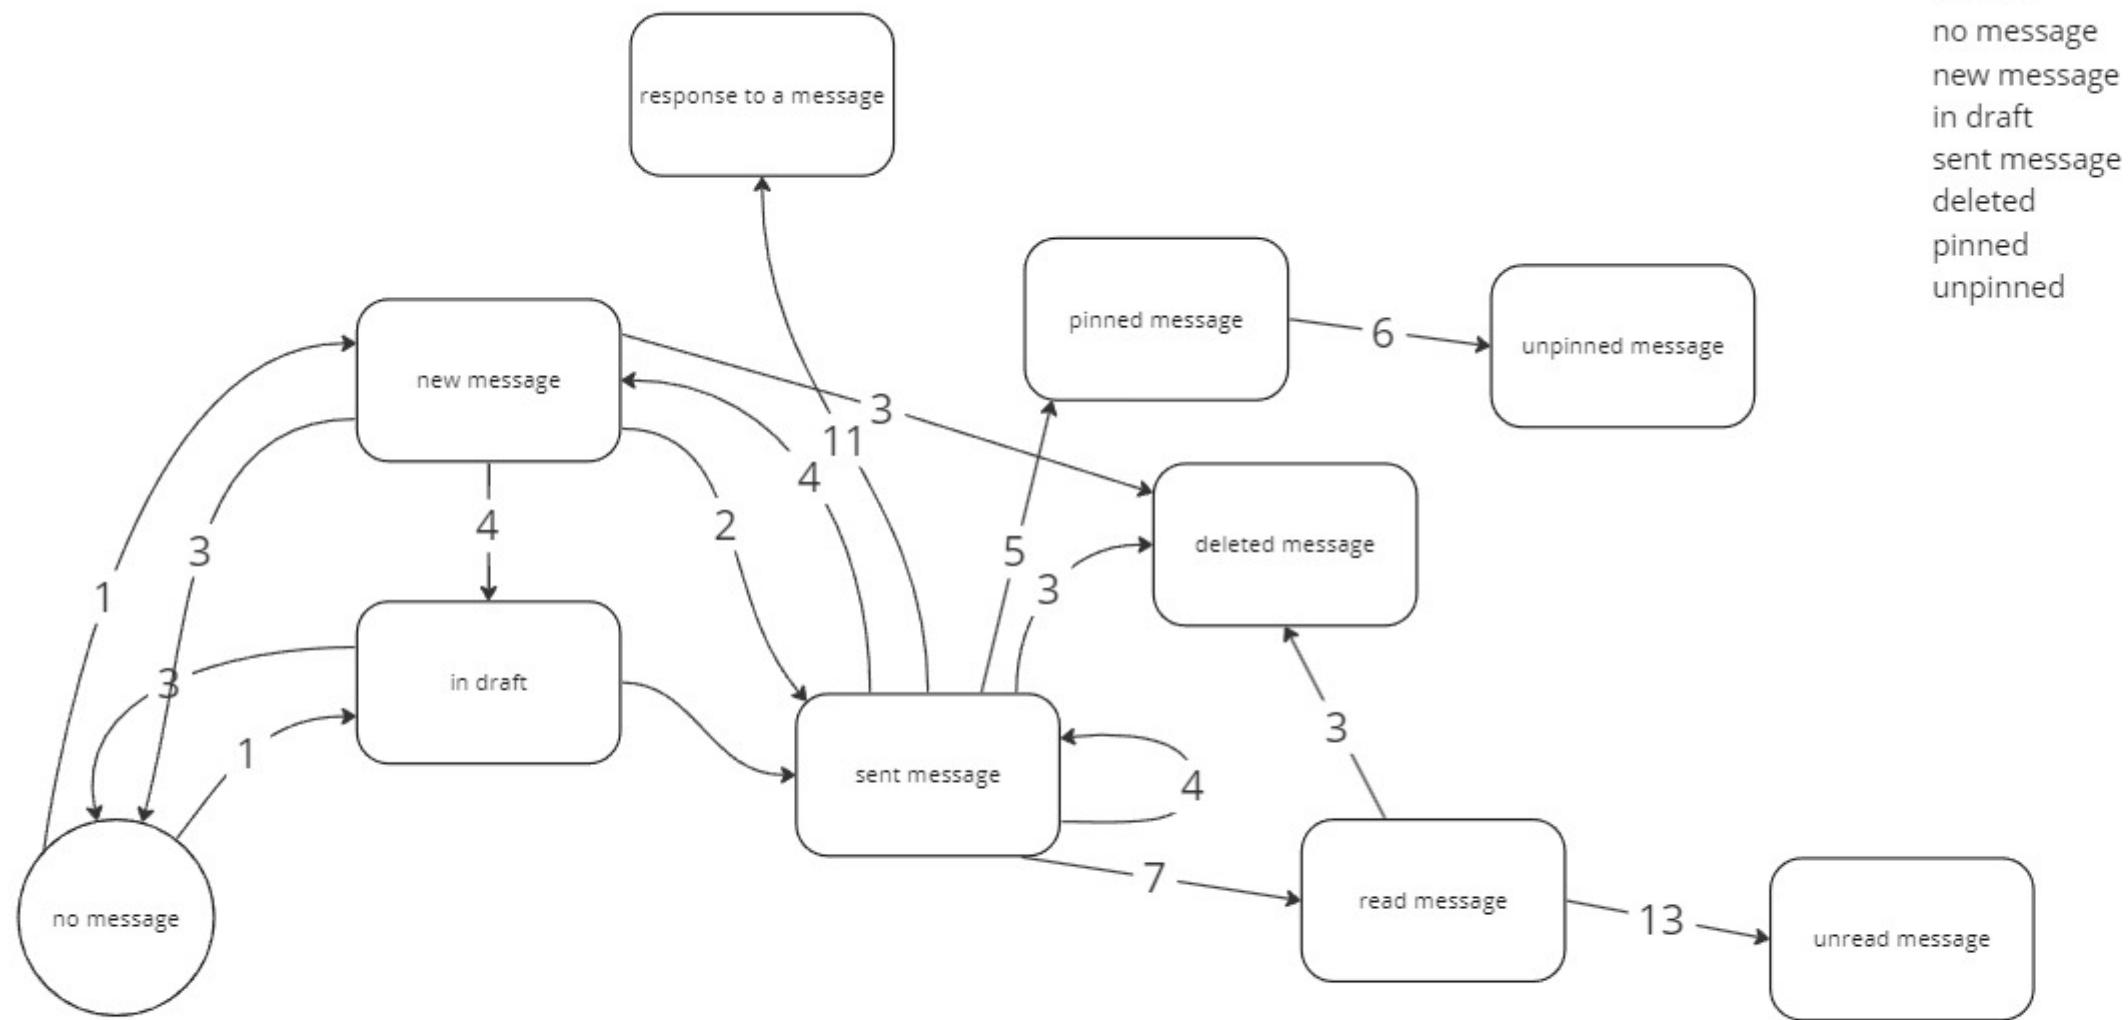 no message
new message
in draft
sent message
deleted
pinned
unpinned
response to a message
pinned message
6
unpinned message
new message
3
11
4
2
4
5
3
deleted message
1
3
3
in draft
1
3
sent message
4
7
read message
13
unread message
no message